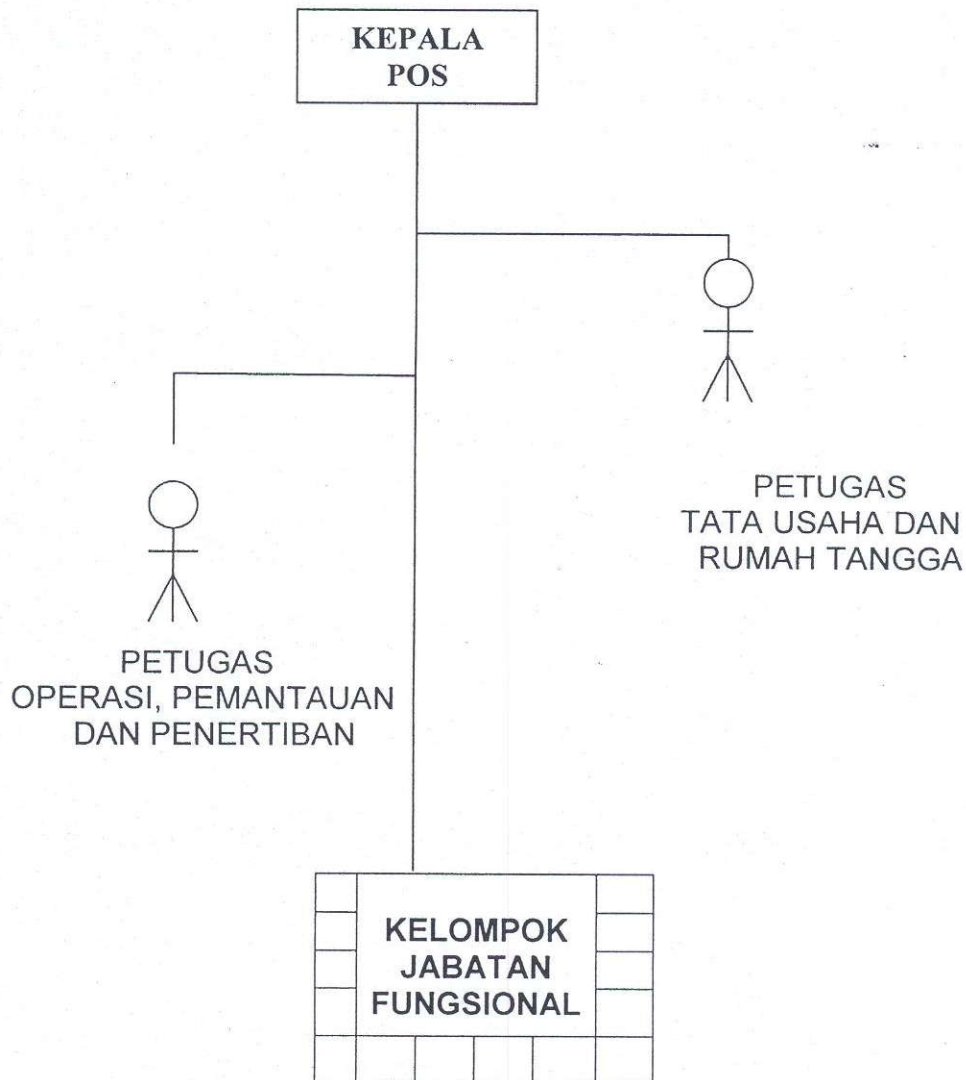 KEPALA
POS
PETUGAS
TATA USAHA DAN
RUMAH TANGGA
PETUGAS
OPERASI, PEMANTAUAN
DAN PENERTIBAN
KELOMPOK
JABATAN
FUNGSIONAL